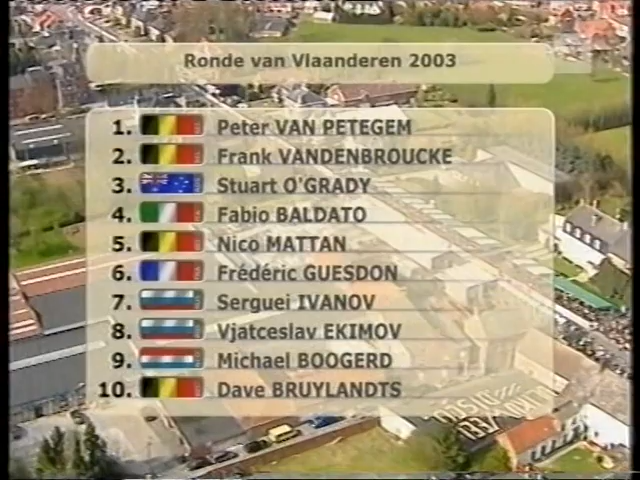 Ronde van Vlaanderen 2003
1. Peter VAN PETEGEM
2. Frank VANDENBROUCKE
3. Stuart O'GRADY
4. Fabio BALDATO
5. Nico MATTAN
6. Frédéric GUESDON
7. Serguei IVANOV
8. Vjatceslav EKIMOV
9. Michael BOOGERD
10. Dave BRUYLANDTS